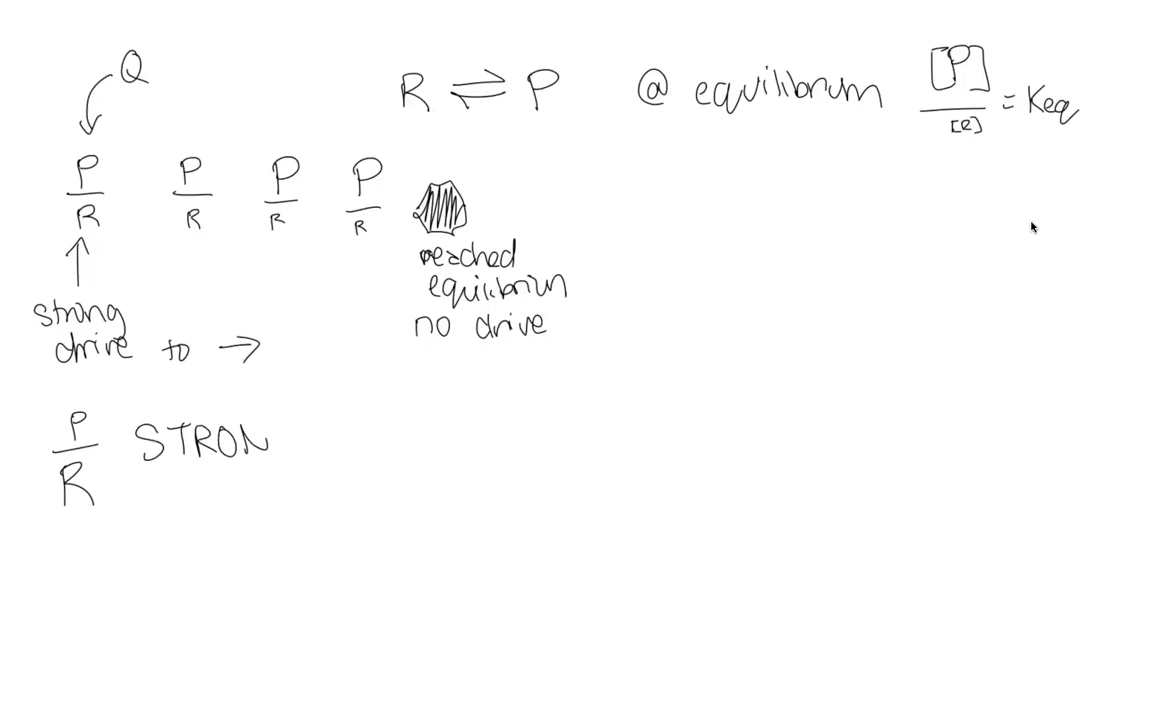 Q
R ⇌ P @ equilibrium [P]/[R] = Keq
P/R P/R P/R P/R
reached
equilibrium
no drive
strong
drive to →
P/R STRON